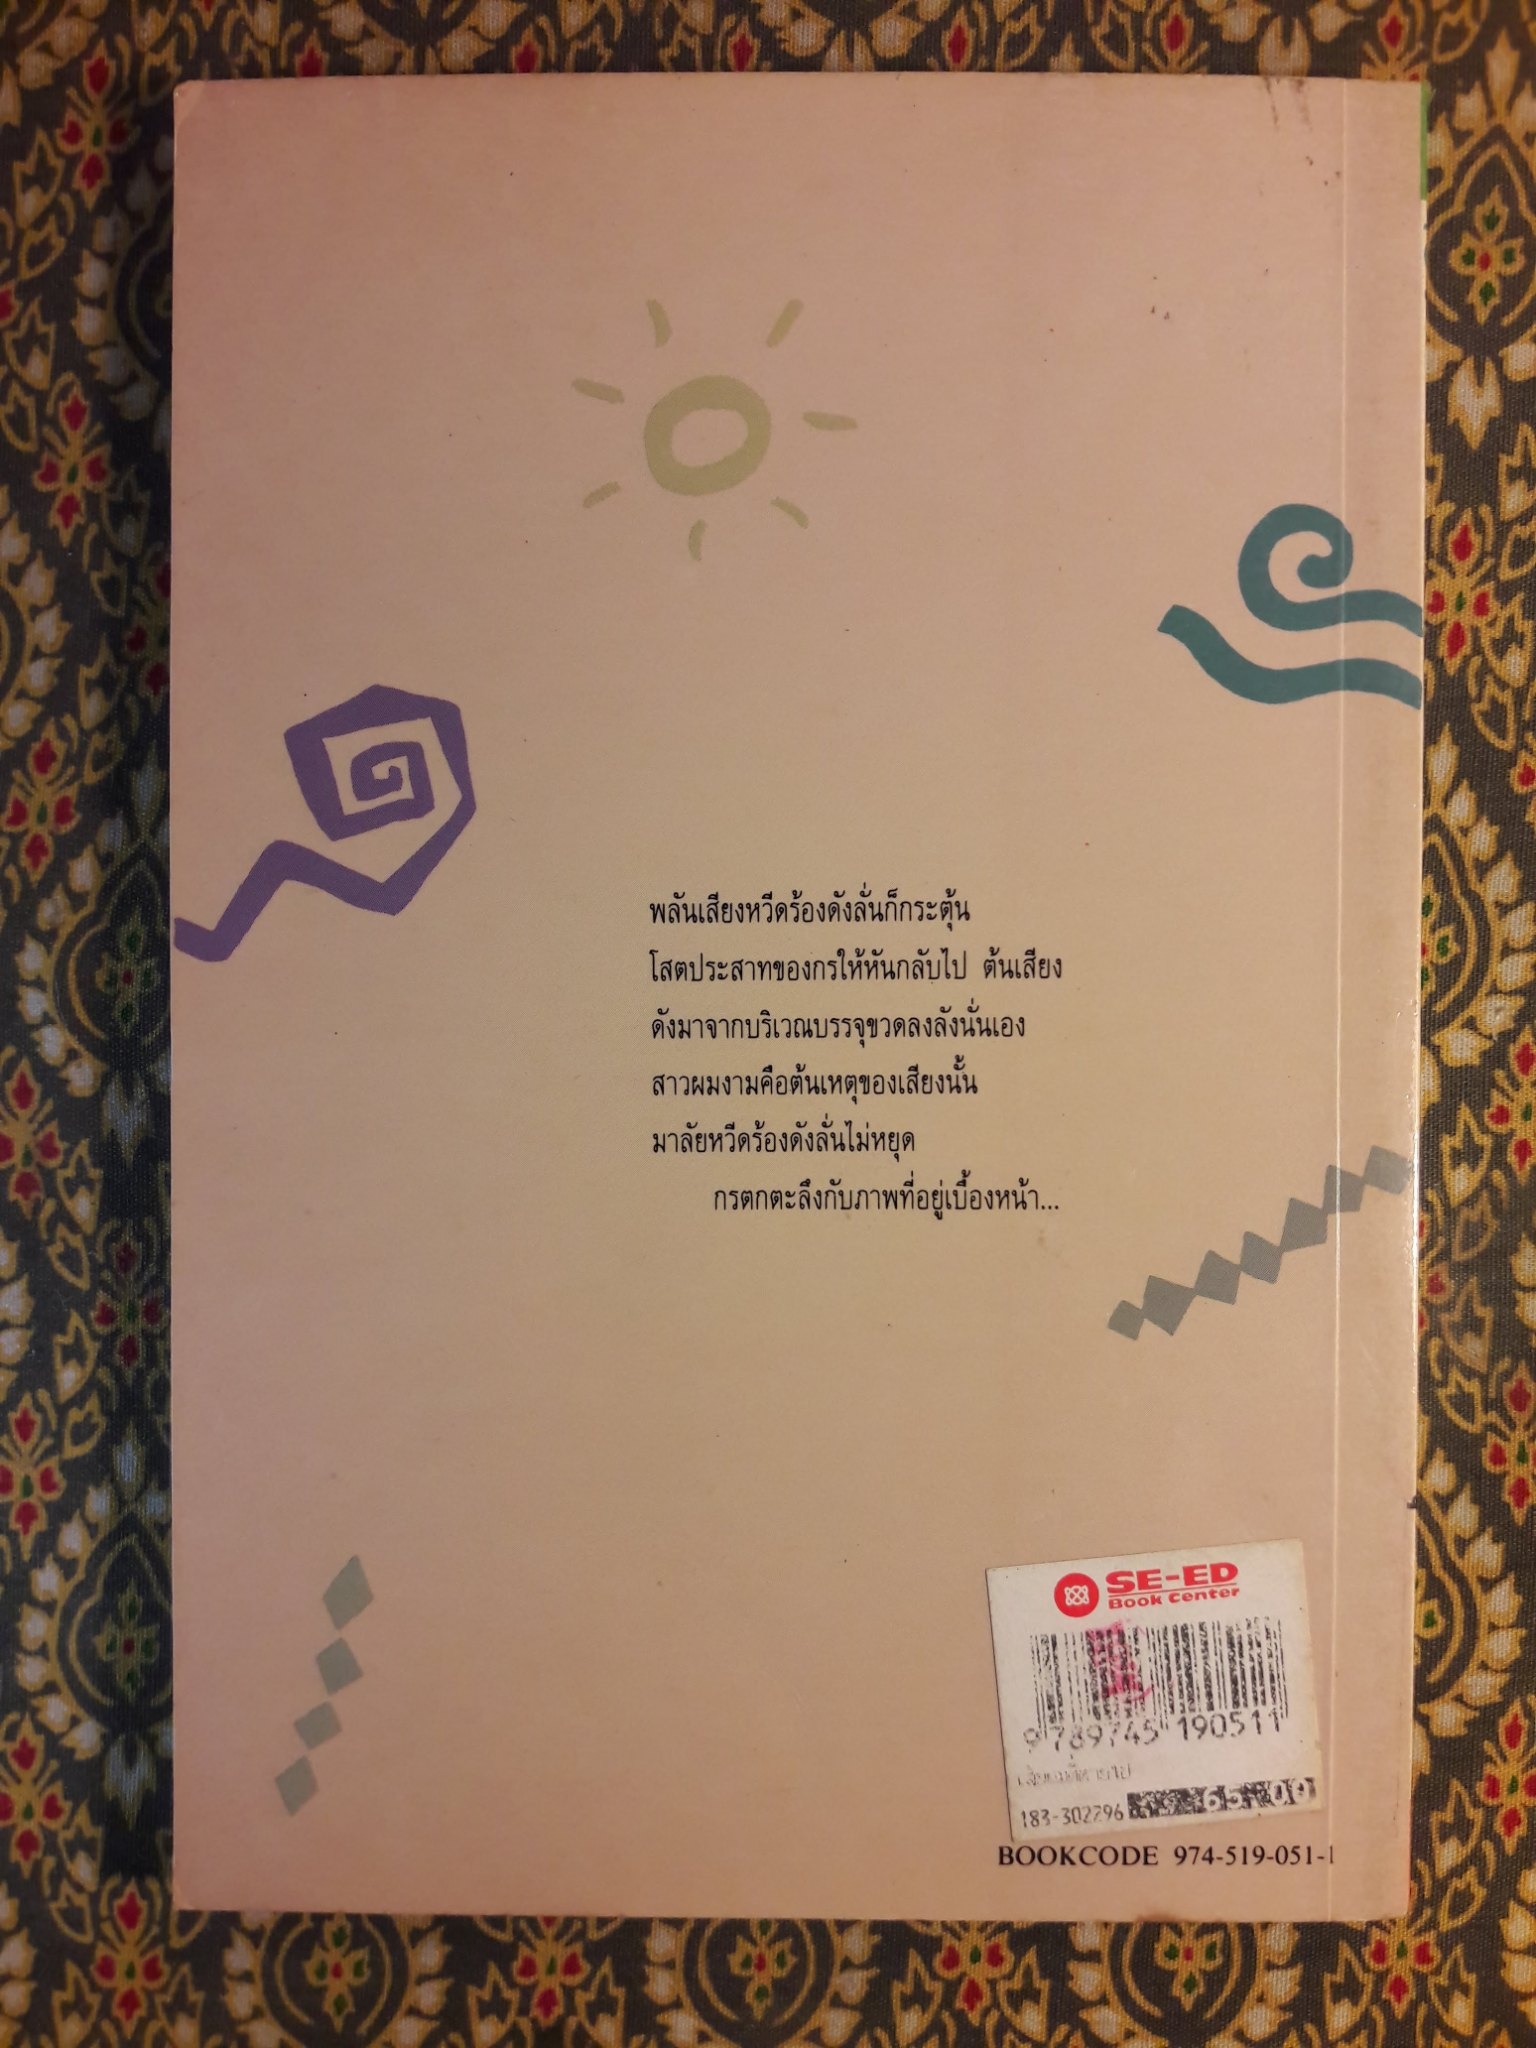 พลันเสียงหวีดร้องดังลั่นก็กระตุ้น
โสตประสาทของกรให้หันกลับไป ต้นเสียง
ดังมาจากบริเวณบรรจุขวดลงลังนั่นเอง
สาวผมงามคือต้นเหตุของเสียงนั้น
มาลัยหวีดร้องดังลั่นไม่หยุด
กรตกตะลึงกับภาพที่อยู่เบื้องหน้า...
SE-ED
Book Center
9 789745 190511
183-302296 65.00
BOOKCODE 974-519-051-1